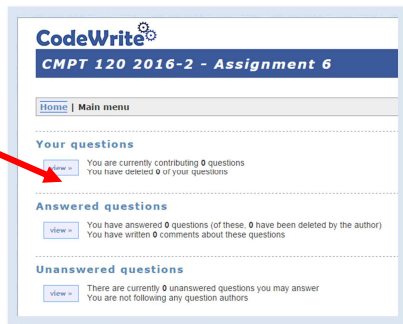 CodeWrite
CMPT 120 2016-2 - Assignment 6
Home | Main menu
Your questions
view »
You are currently contributing 0 questions
You have deleted 0 of your questions
Answered questions
view »
You have answered 0 questions (of these, 0 have been deleted by the author)
You have written 0 comments about these questions
Unanswered questions
view »
There are currently 0 unanswered questions you may answer
You are not following any question authors